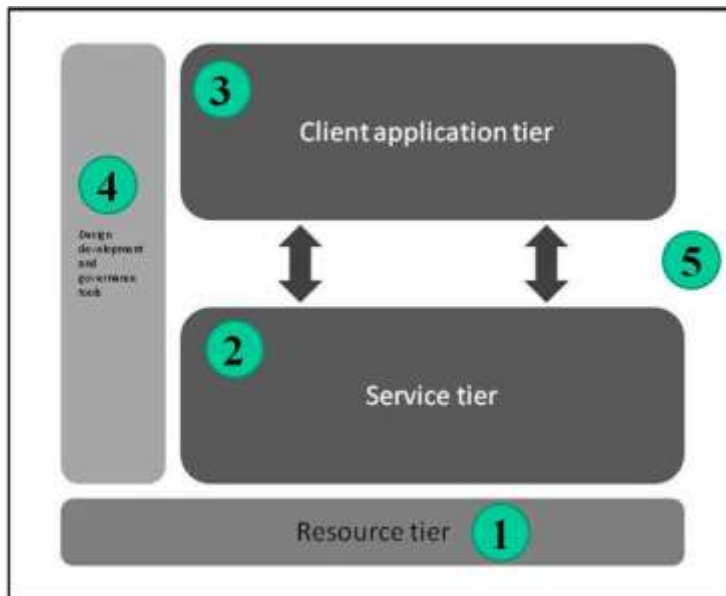 3
Client application tier
4
Design
development
and
governance
tools
5
2
Service tier
Resource tier 1